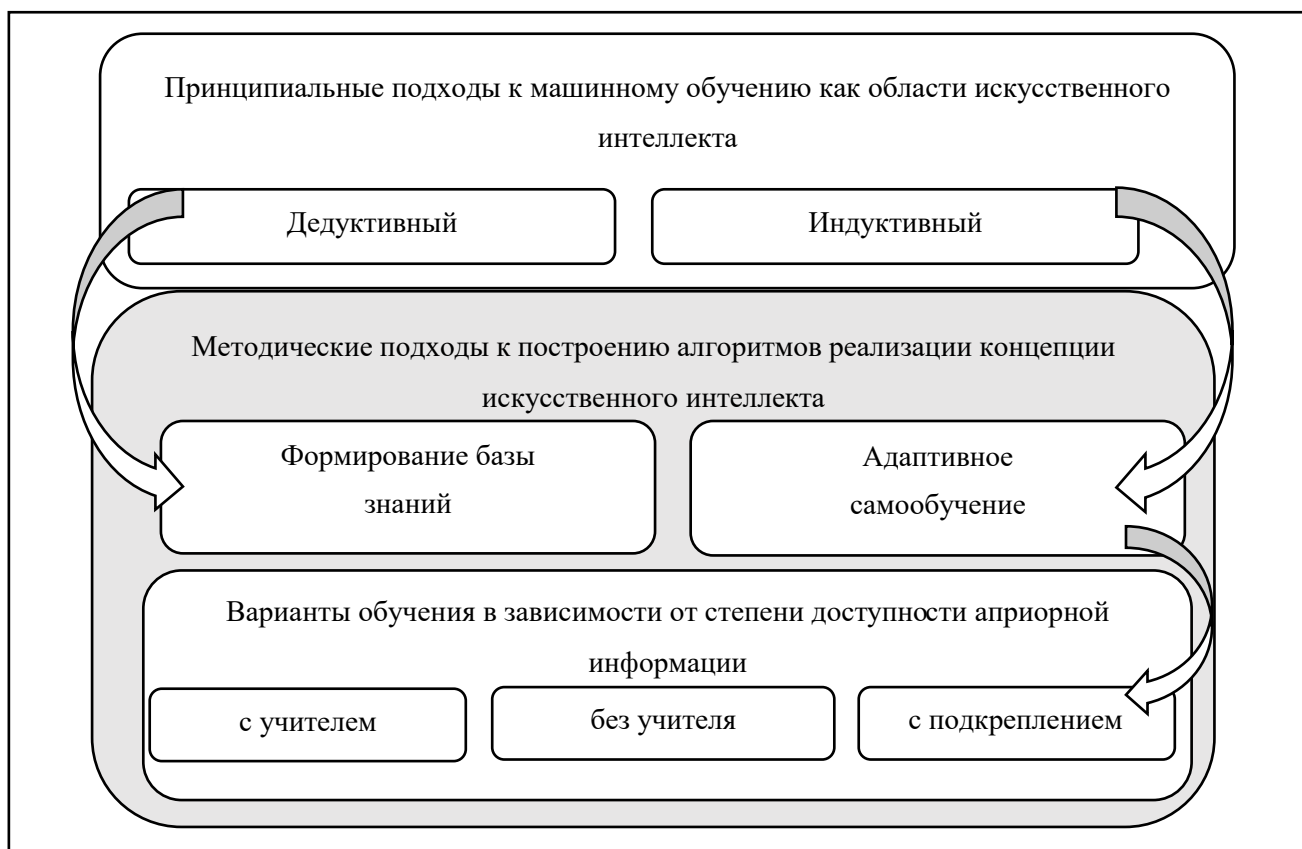 Принципиальные подходы к машинному обучению как области искусственного
интеллекта
Дедуктивный
Индуктивный
Методические подходы к построению алгоритмов реализации концепции
искусственного интеллекта
Формирование базы
знаний
Адаптивное
самообучение
Варианты обучения в зависимости от степени доступности априорной
информации
с учителем
без учителя
с подкреплением